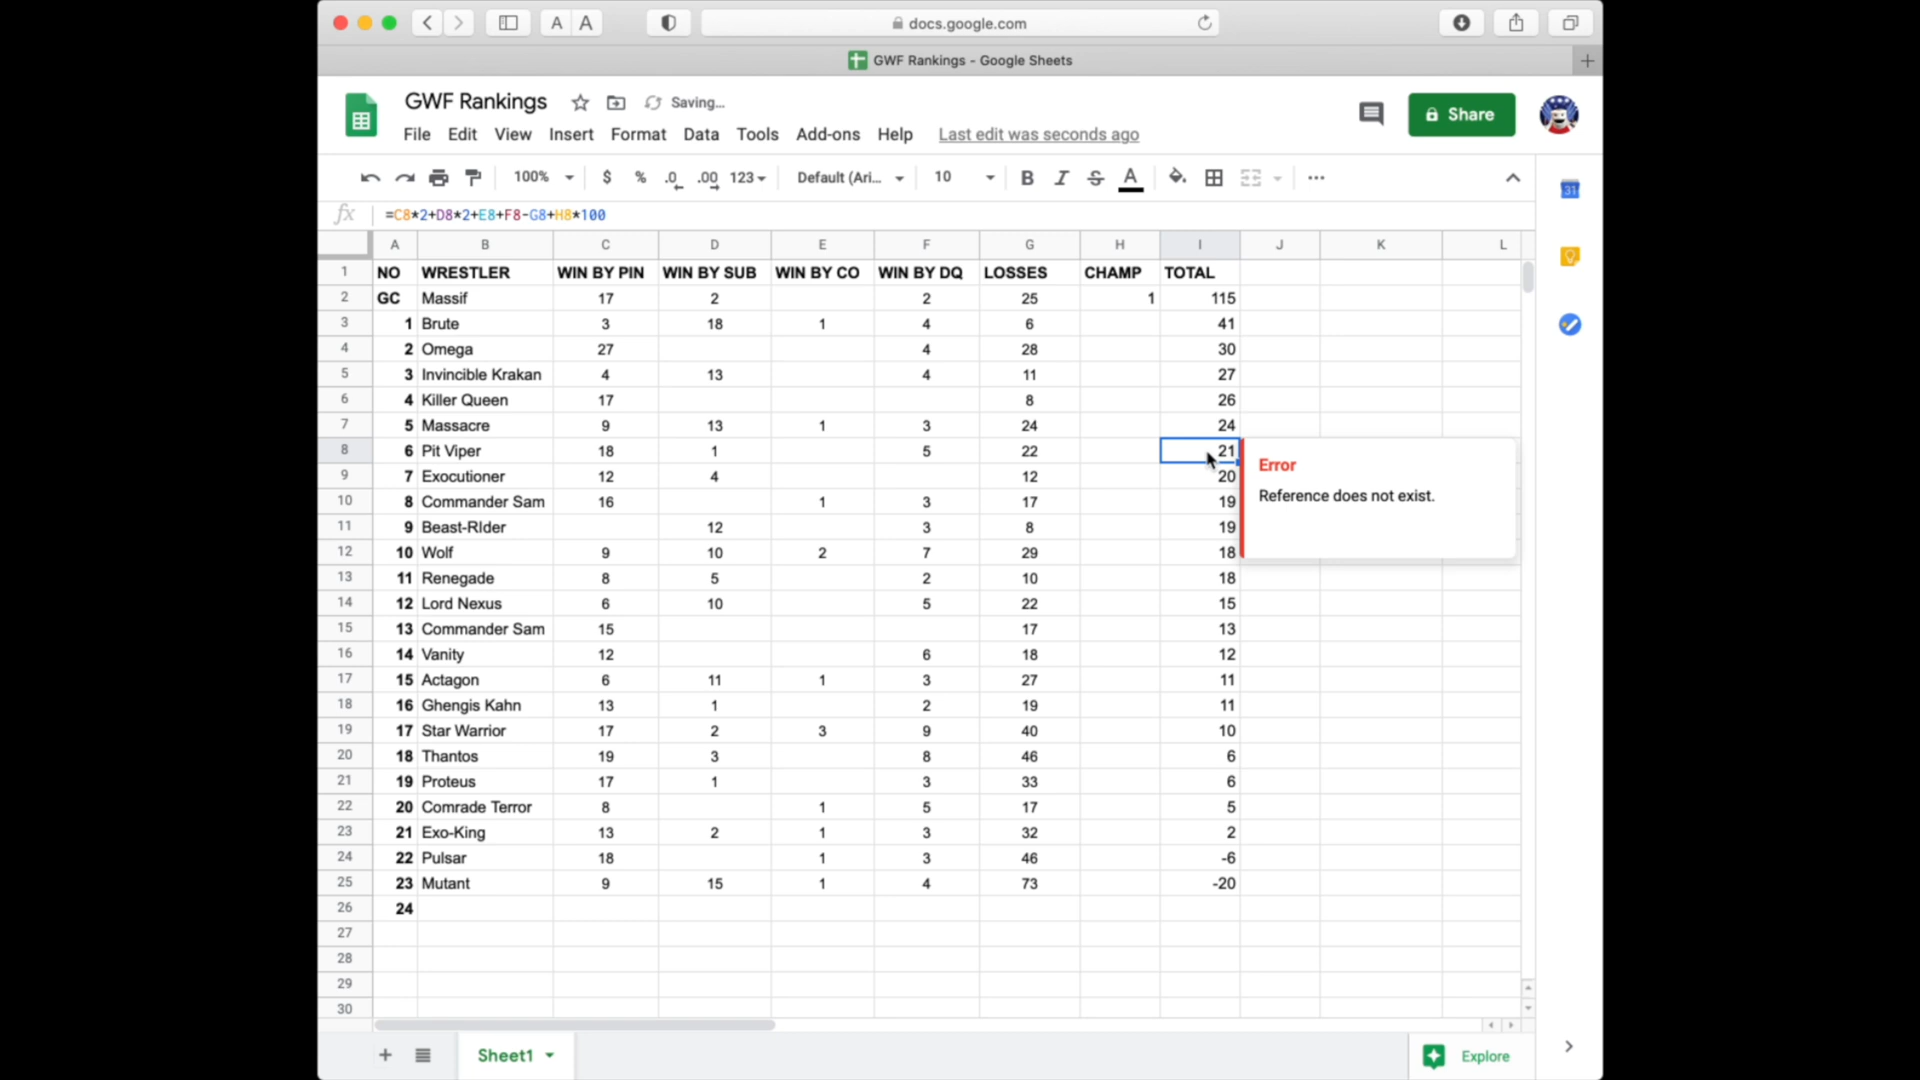 docs.google.com
GWF Rankings - Google Sheets
GWF Rankings Saving...
Share
File Edit View Insert Format Data Tools Add-ons Help Last edit was seconds ago
100% $ % .0 .00 123 Default (Ari... 10 B I S A
fx =C8*2+D8*2+E8+F8-G8+H8*100
A B C D E F G H I J K L
1 NO WRESTLER WIN BY PIN WIN BY SUB WIN BY CO WIN BY DQ LOSSES CHAMP TOTAL
2 GC Massif 17 2 2 25 1 115
3 1 Brute 3 18 1 4 6 41
4 2 Omega 27 4 28 30
5 3 Invincible Krakan 4 13 4 11 27
6 4 Killer Queen 17 8 26
7 5 Massacre 9 13 1 3 24 24
8 6 Pit Viper 18 1 5 22 21
Error
9 7 Exocutioner 12 4 12 20
Reference does not exist.
10 8 Commander Sam 16 1 3 17 19
11 9 Beast-RIder 12 3 8 19
12 10 Wolf 9 10 2 7 29 18
13 11 Renegade 8 5 2 10 18
14 12 Lord Nexus 6 10 5 22 15
15 13 Commander Sam 15 17 13
16 14 Vanity 12 6 18 12
17 15 Actagon 6 11 1 3 27 11
18 16 Ghengis Kahn 13 1 2 19 11
19 17 Star Warrior 17 2 3 9 40 10
20 18 Thantos 19 3 8 46 6
21 19 Proteus 17 1 3 33 6
22 20 Comrade Terror 8 1 5 17 5
23 21 Exo-King 13 2 1 3 32 2
24 22 Pulsar 18 1 3 46 -6
25 23 Mutant 9 15 1 4 73 -20
26 24
27
28
29
30
Sheet1 Explore
31
A A